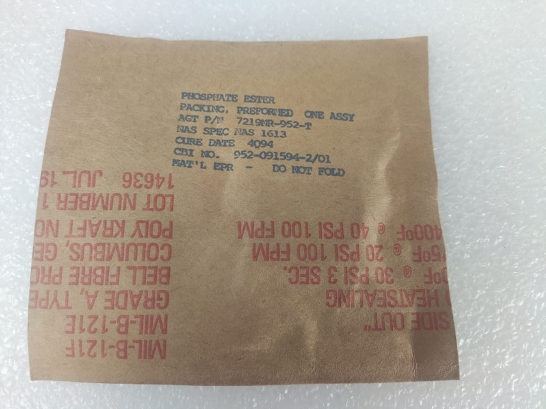 PHOSPHATE ESTER
PACKING, PREFORMED ONE ASSY
AGT P/N 7219MR-952-T
NAS SPEC NAS 1613
CURE DATE 4094
CBI NO. 952-091594-2/01
MAT'L EPR - DO NOT FOLD
MIL-B-121F
MIL-B-121E
GRADE A, TYPE
BELL FIBRE PRO
COLUMBUS, GE
POLY KRAFT NO
LOT NUMBER 1
14636 JUL 19
SIDE OUT"
HEATSEALING
°F @ 30 PSI 3 SEC.
5°F @ 20 PSI 100 FPM
400°F @ 40 PSI 100 FPM